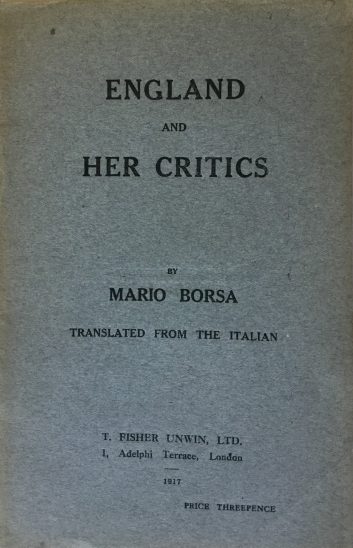 ENGLAND
AND
HER CRITICS
BY
MARIO BORSA
TRANSLATED FROM THE ITALIAN
T. FISHER UNWIN, LTD.
1, Adelphi Terrace, London
1917
PRICE THREEPENCE